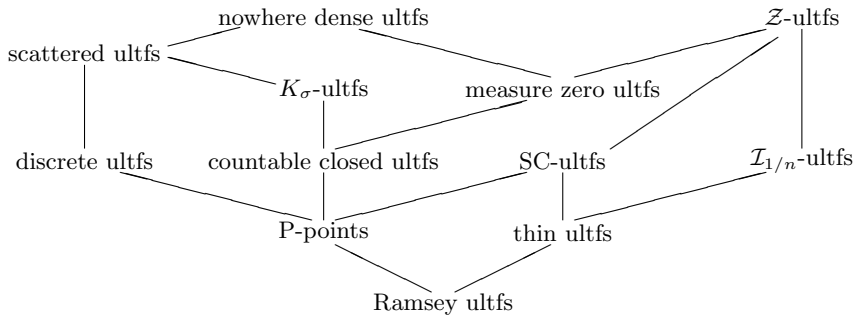 nowhere dense ultfs
𝒵-ultfs
scattered ultfs
K_σ-ultfs
measure zero ultfs
discrete ultfs
countable closed ultfs
SC-ultfs
ℐ_{1/n}-ultfs
P-points
thin ultfs
Ramsey ultfs